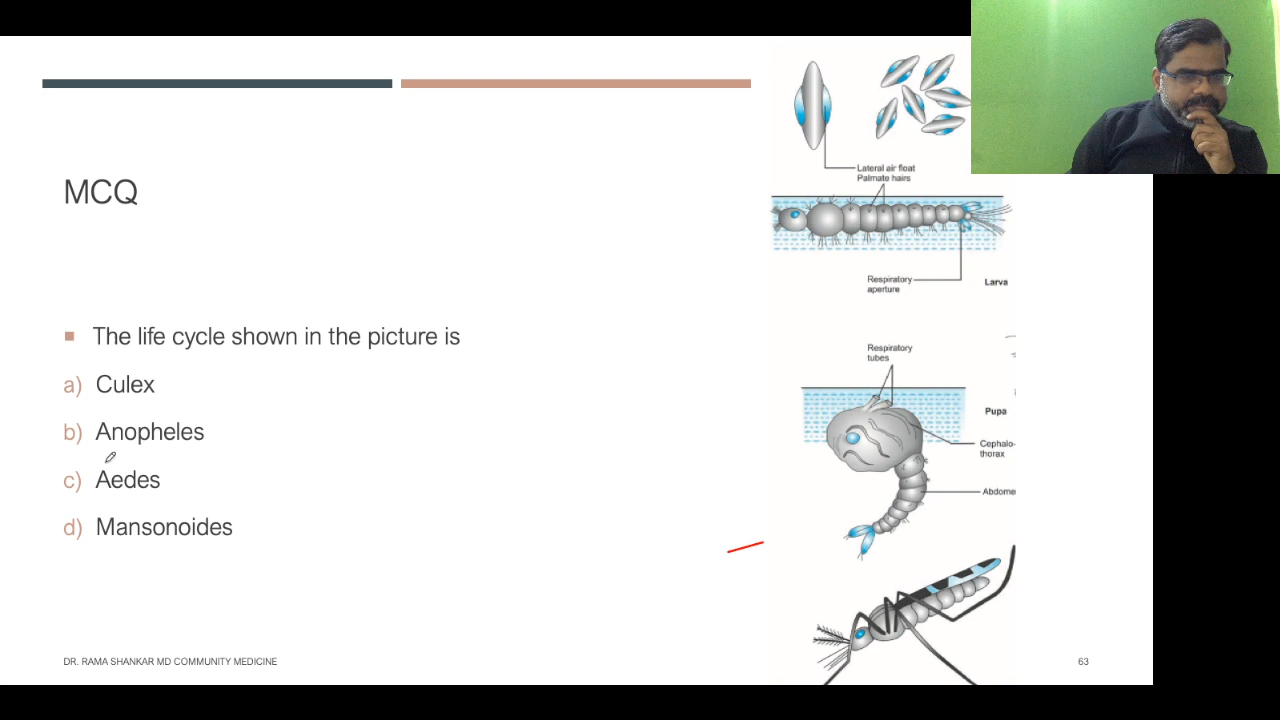 MCQ
The life cycle shown in the picture is
a) Culex
b) Anopheles
c) Aedes
d) Mansonoides
DR. RAMA SHANKAR MD COMMUNITY MEDICINE
63
Lateral air float
Palmate hairs
Respiratory
aperture
Larva
Respiratory
tubes
Pupa
Cephalo-
thorax
Abdome